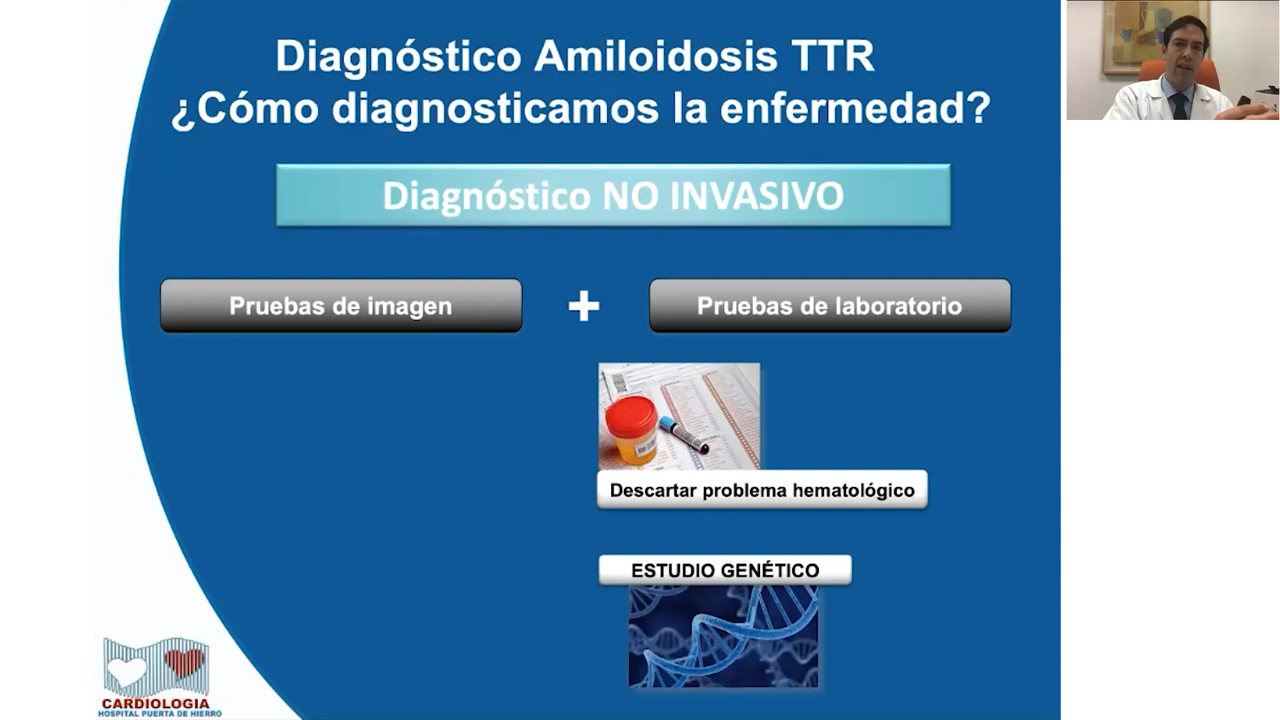 Diagnóstico Amiloidosis TTR
¿Cómo diagnosticamos la enfermedad?
Diagnóstico NO INVASIVO
Pruebas de imagen
+
Pruebas de laboratorio
Descartar problema hematológico
ESTUDIO GENÉTICO
CARDIOLOGIA
HOSPITAL PUERTA DE HIERRO